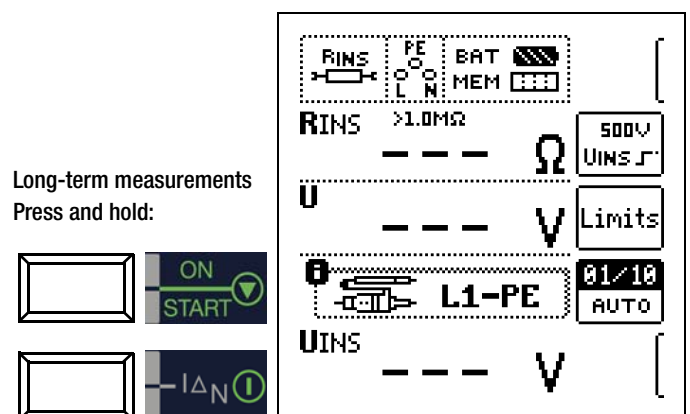 Long-term measurements
Press and hold:
ON
START
I△N
RINS
PE
L N
BAT
MEM
RINS >1.0MΩ
--- Ω
500V
UINS
U
--- V
Limits
L1-PE
01/10
AUTO
UINS
--- V